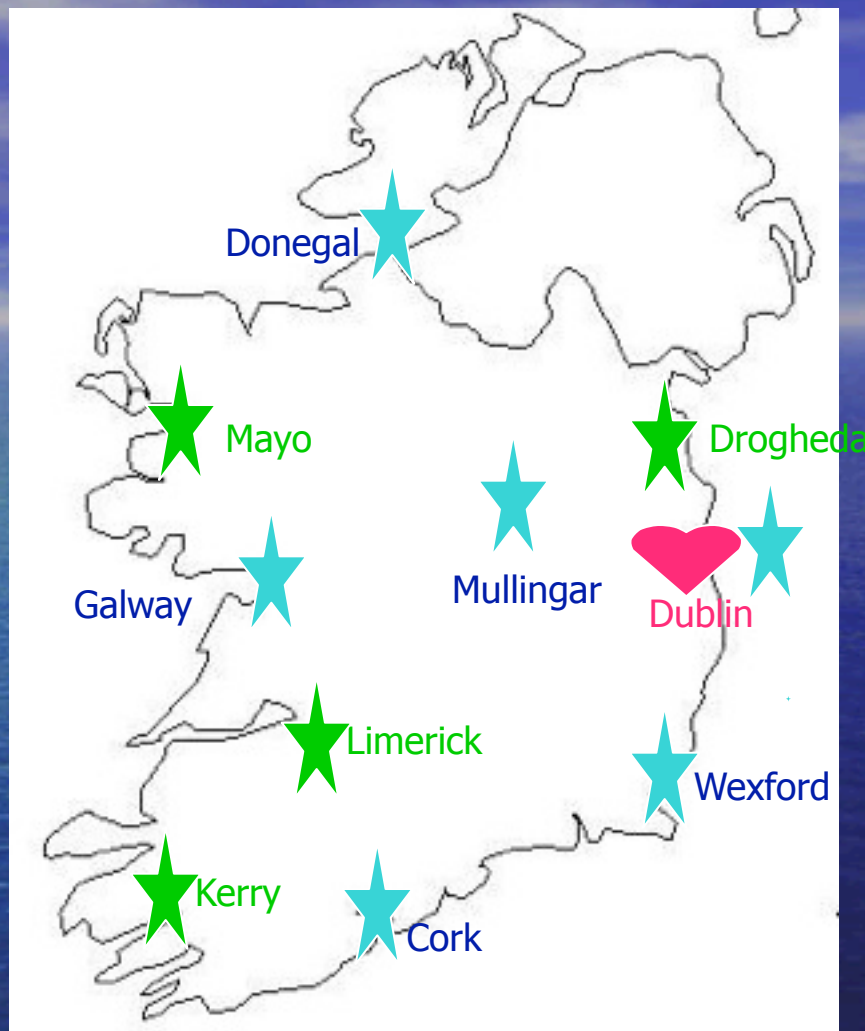 Donegal
Mayo
Drogheda
Galway
Mullingar
Dublin
Limerick
Wexford
Kerry
Cork